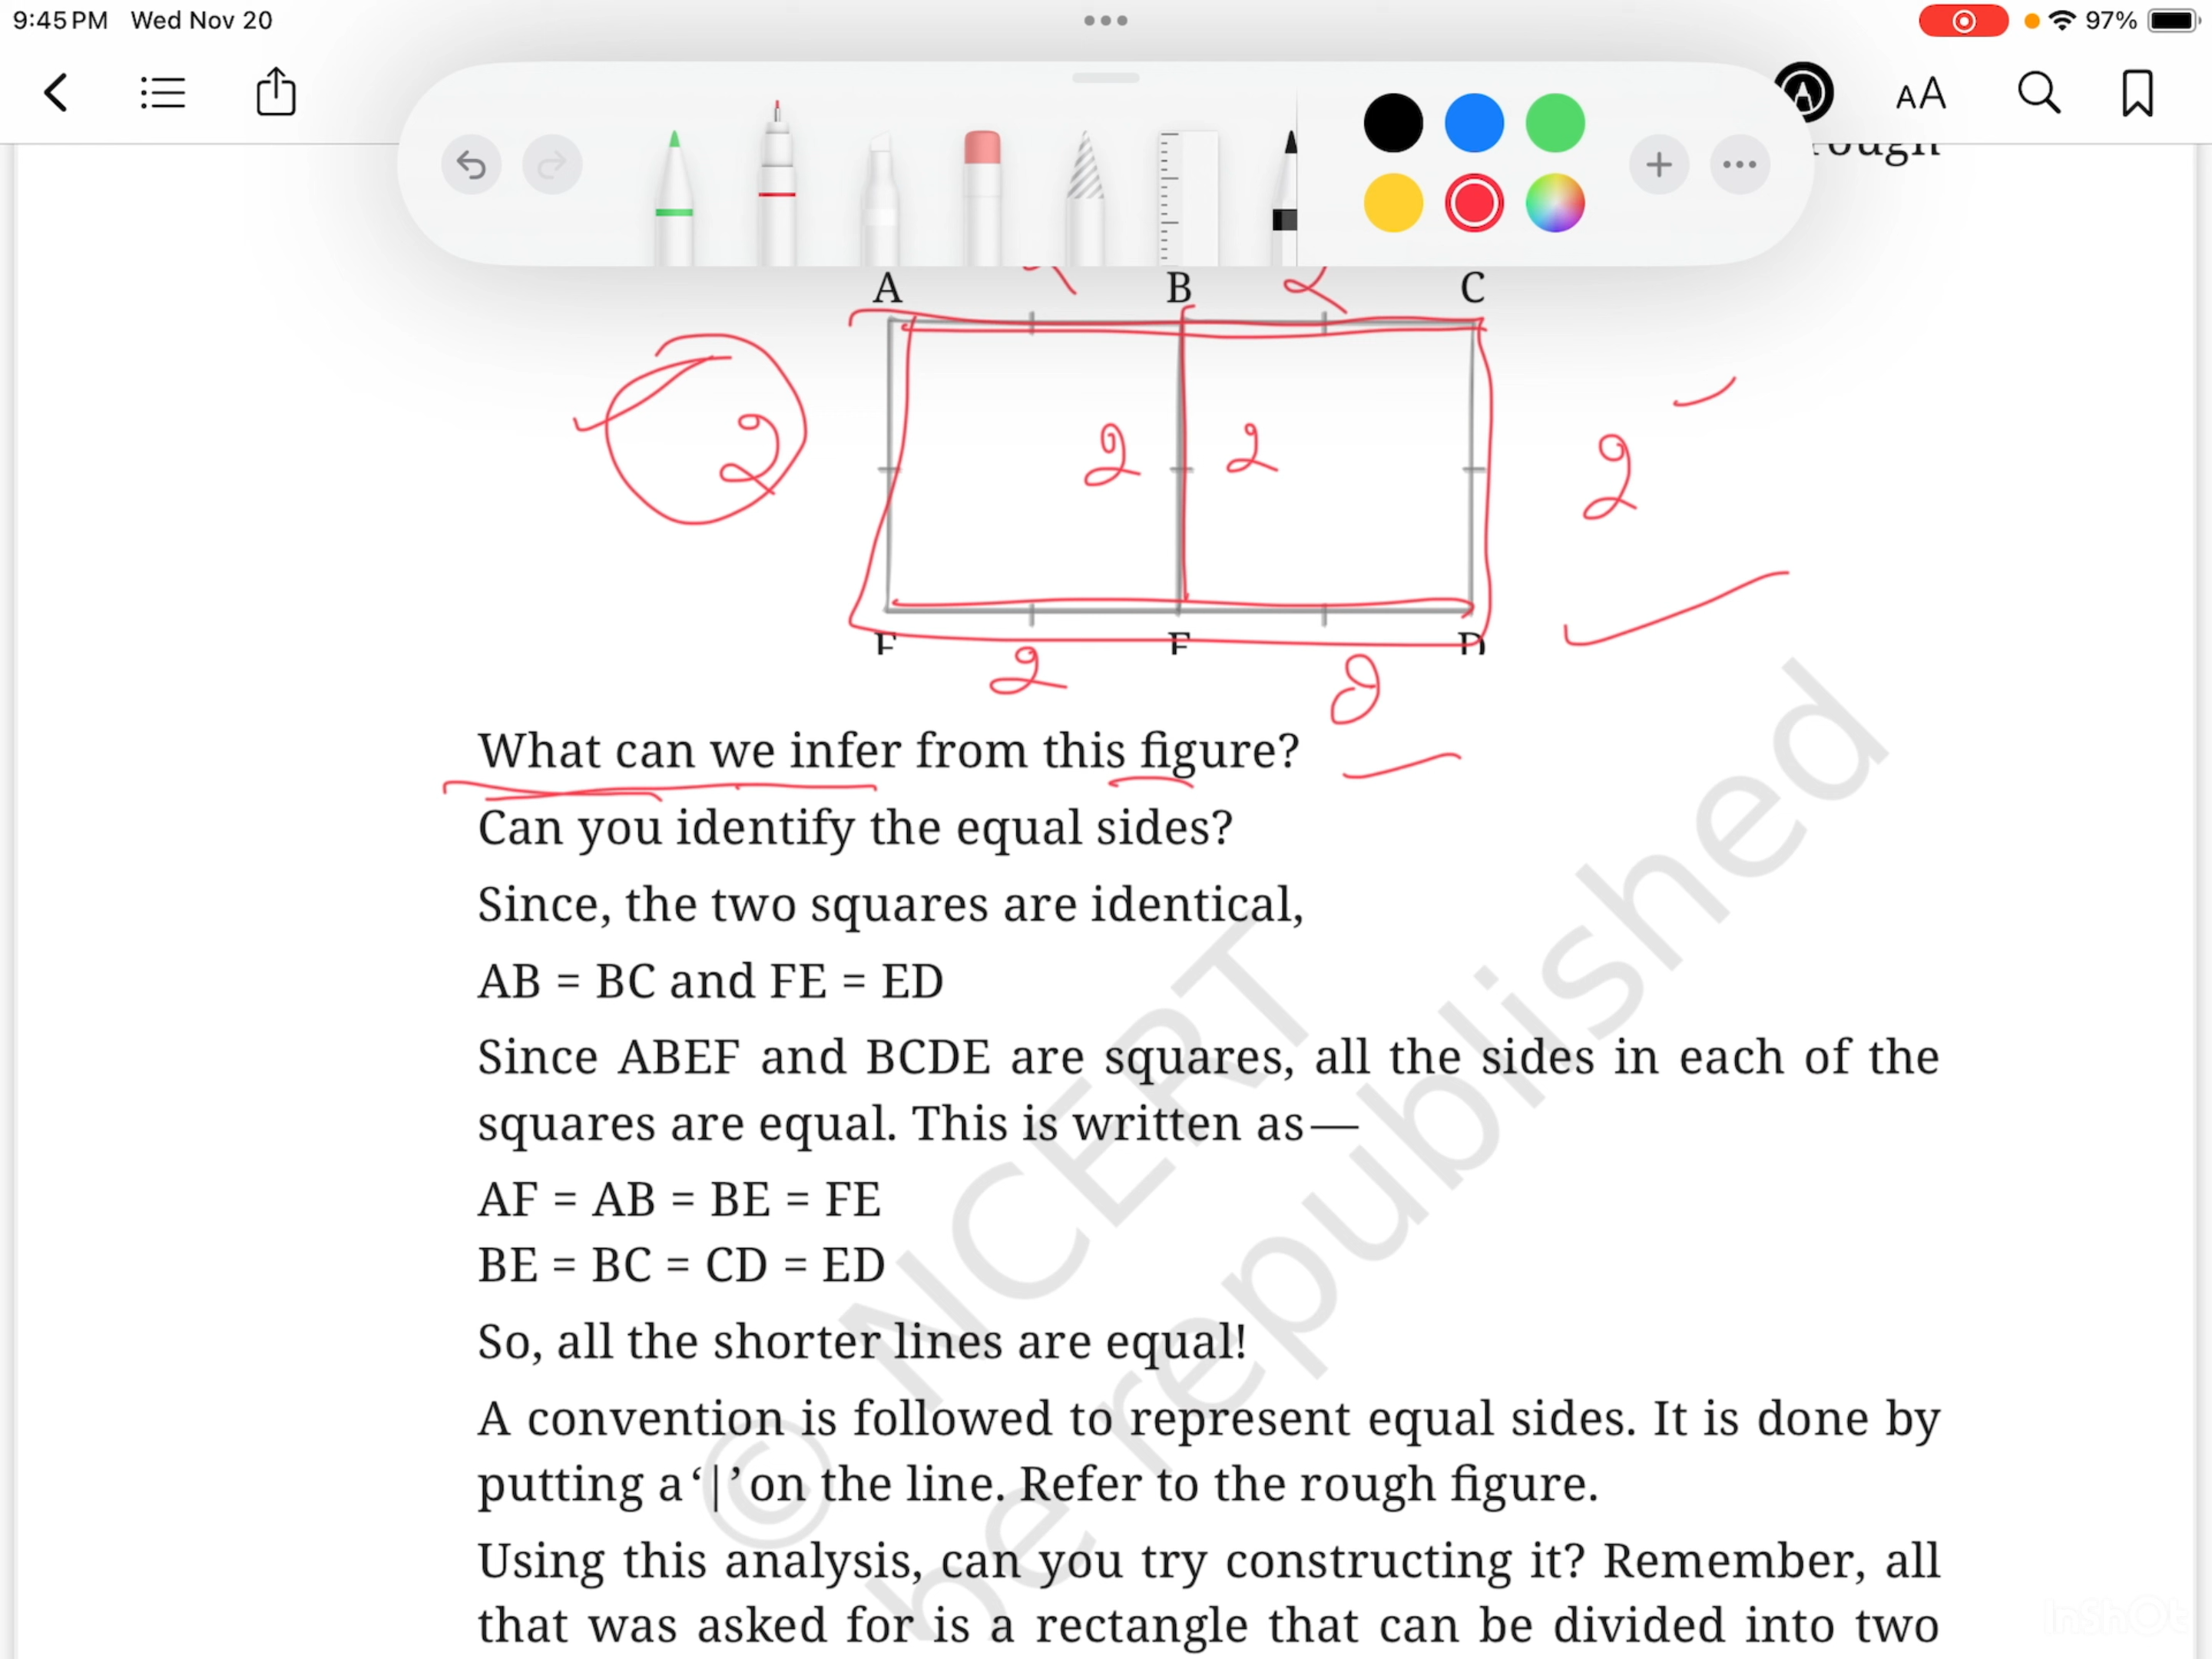 9:45 PM Wed Nov 20
97%
AA
rough
2 2
A B C
2 2 2 2
F E D
2 2
What can we infer from this figure?
Can you identify the equal sides?
Since, the two squares are identical,
AB = BC and FE = ED
Since ABEF and BCDE are squares, all the sides in each of the
squares are equal. This is written as—
AF = AB = BE = FE
BE = BC = CD = ED
So, all the shorter lines are equal!
A convention is followed to represent equal sides. It is done by
putting a ‘|’ on the line. Refer to the rough figure.
Using this analysis, can you try constructing it? Remember, all
that was asked for is a rectangle that can be divided into two
© NCERT
be republished
InShOt